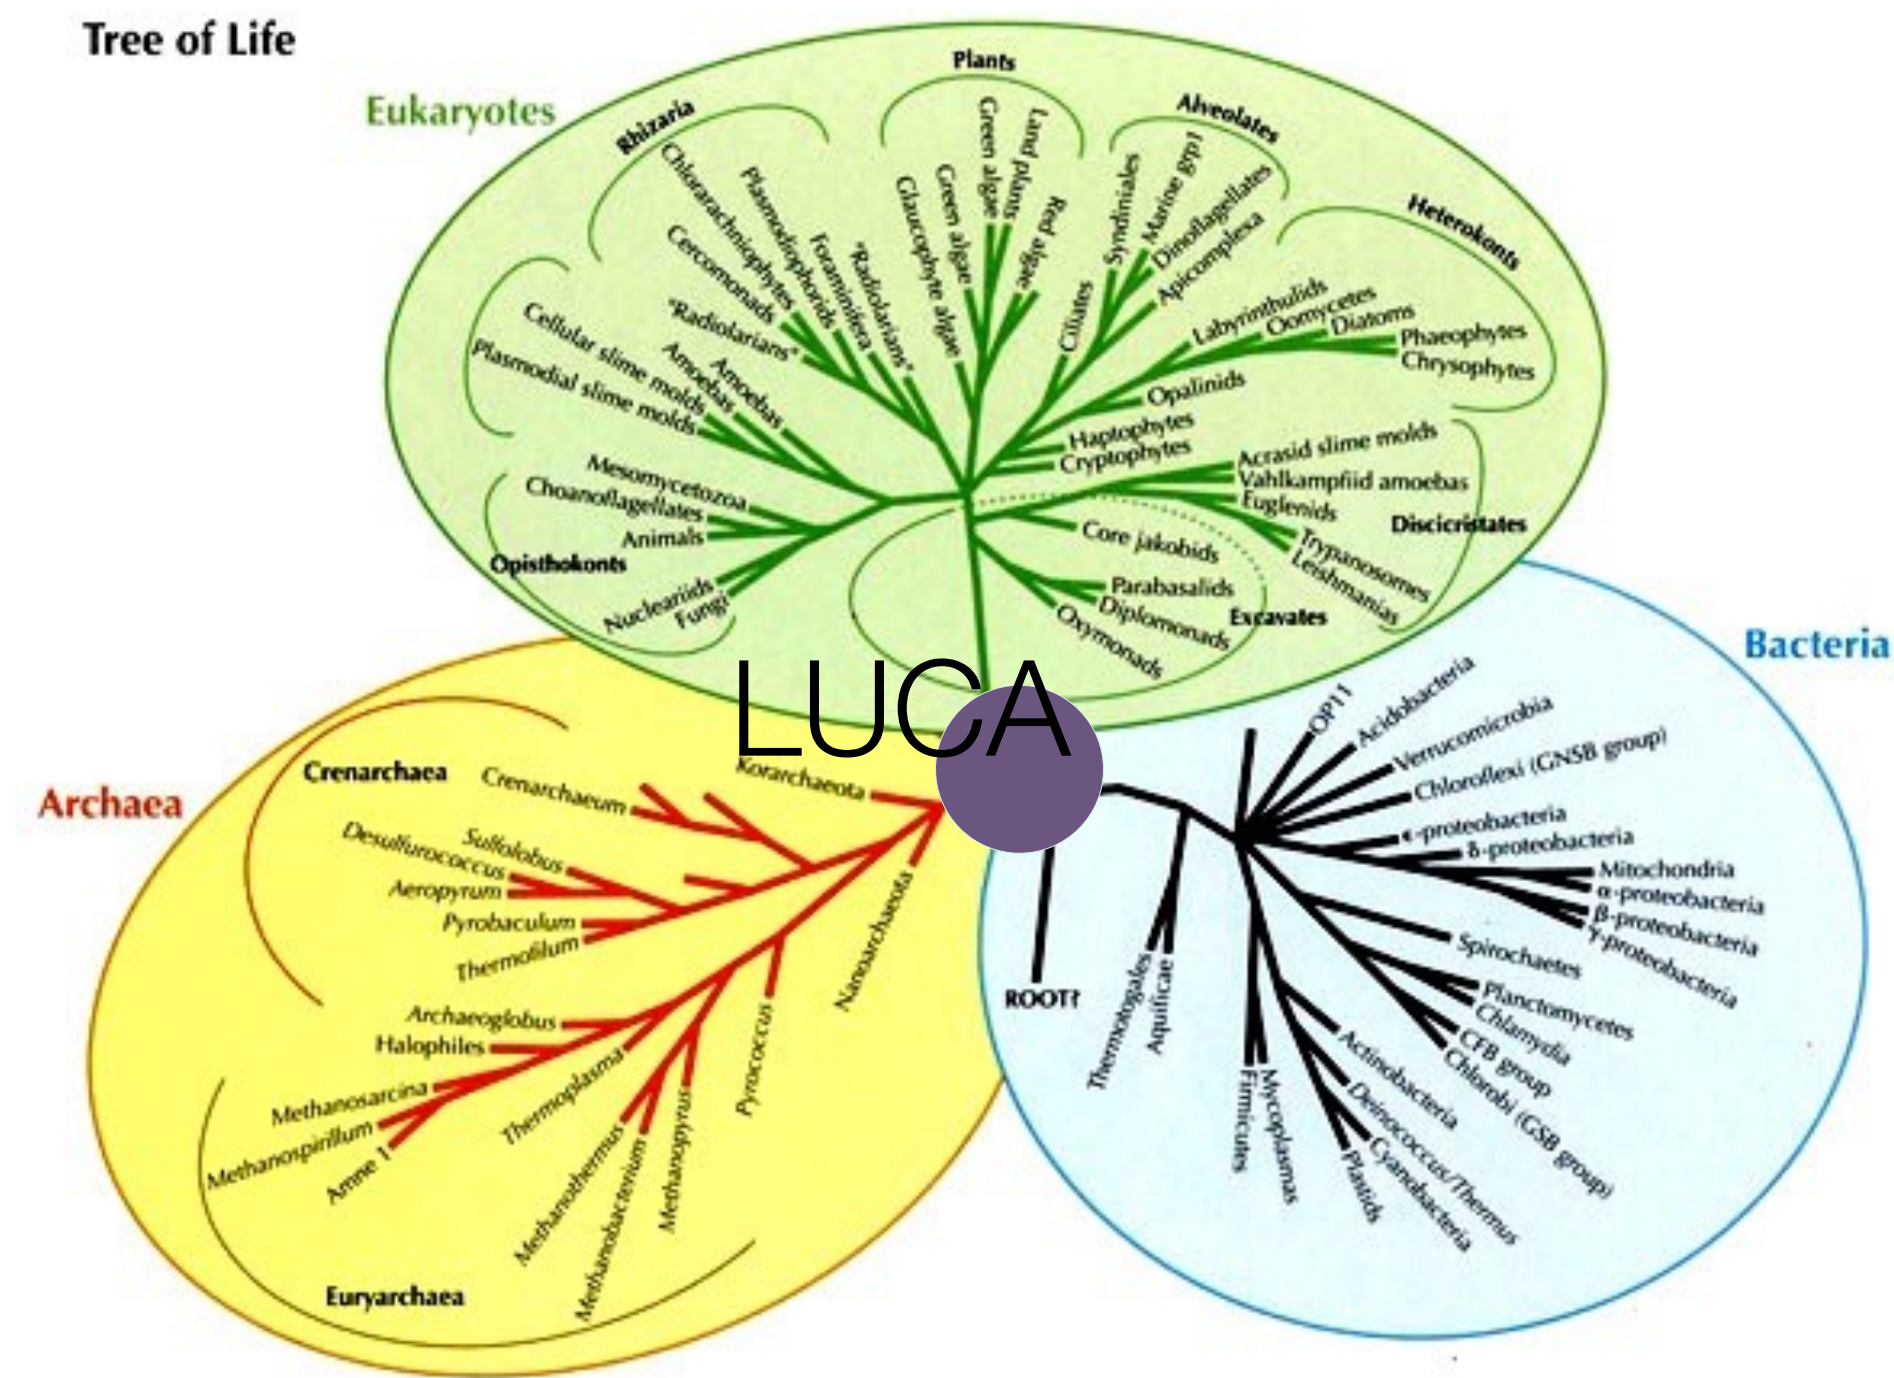 Tree of Life
Eukaryotes
Plants
Rhizaria
Alveolates
Heterokonts
Chlorarachniophytes
Plasmodiophorids
Cercomonads
Foraminifera
"Radiolarians"
"Radiolarians"
Glaucophyte algae
Green algae
Green algae
Land plants
Red algae
Ciliates
Syndiniales
Marine grp1
Dinoflagellates
Apicomplexa
Labyrinthulids
Oomycetes
Diatoms
Phaeophytes
Chrysophytes
Opalinids
Haptophytes
Cryptophytes
Cellular slime molds
Plasmodial slime molds
Amoebas
Amoebas
Mesomycetozoa
Choanoflagellates
Animals
Opisthokonts
Nucleariids
Fungi
Acrasid slime molds
Vahlkampfiid amoebas
Euglenids
Discicristates
Trypanosomes
Leishmanias
Core jakobids
Parabasalids
Diplomonads
Oxymonads
Excavates
LUCA
Archaea
Crenarchaea
Korarchaeota
Crenarchaeum
Sulfolobus
Desulfurococcus
Aeropyrum
Pyrobaculum
Thermofilum
Nanoarchaeota
Archaeoglobus
Halophiles
Methanosarcina
Methanospirillum
Amne 1
Thermoplasma
Methanothermus
Methanobacterium
Methanopyrus
Pyrococcus
Euryarchaea
Bacteria
OP11
Acidobacteria
Verrucomicrobia
Chloroflexi (GNSB group)
ϵ-proteobacteria
δ-proteobacteria
Mitochondria
α-proteobacteria
β-proteobacteria
γ-proteobacteria
Spirochaetes
Planctomycetes
Chlamydia
CFB group
Chlorobi (GSB group)
Actinobacteria
Deinococcus/Thermus
Cyanobacteria
Plastids
Mycoplasmas
Firmicutes
Aquificae
Thermotogales
ROOT?